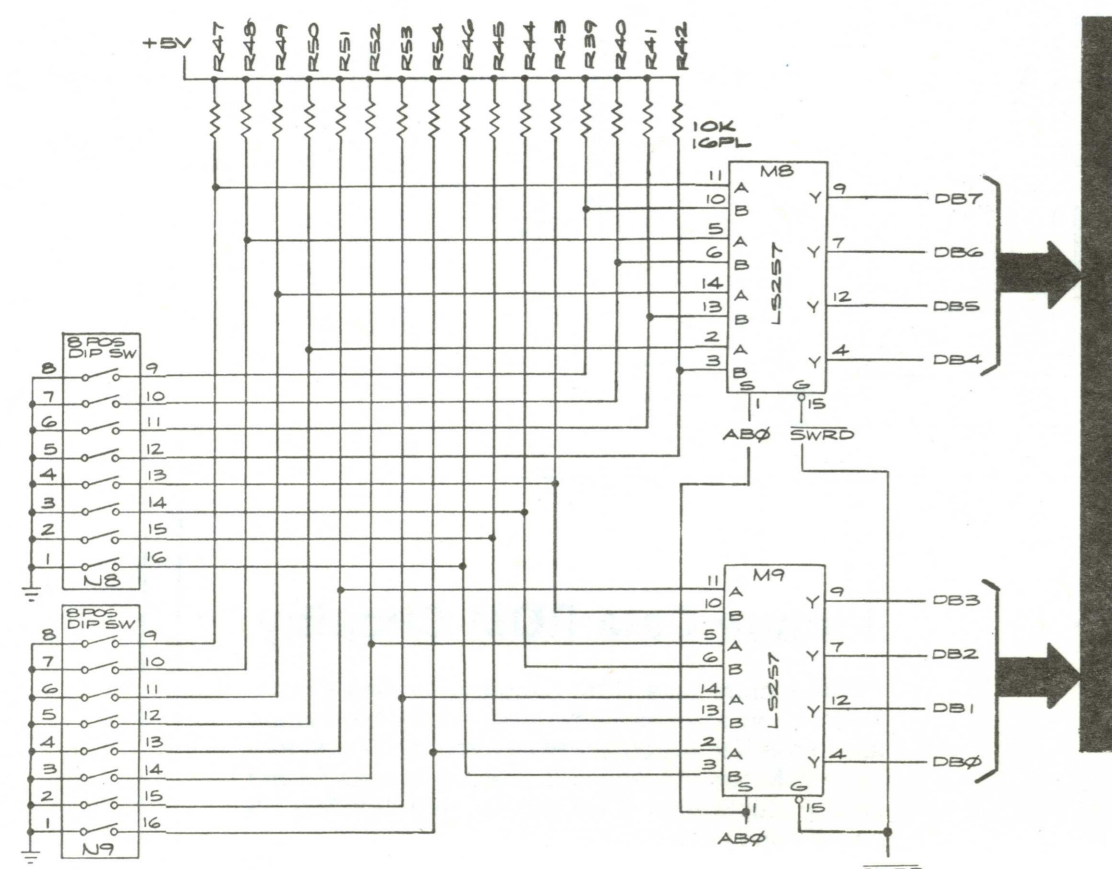 +5V
R47
R48
R49
R50
R51
R52
R53
R54
R46
R45
R44
R43
R39
R40
R41
R42
10K
16PL
M8
LS257
11 A
10 B
5 A
6 B
14 A
13 B
2 A
3 B
Y 9 DB7
Y 7 DB6
Y 12 DB5
Y 4 DB4
S G
1 15
ABØ SWRD
8 POS
DIP SW
8 9
7 10
6 11
5 12
4 13
3 14
2 15
1 16
N8
8 POS
DIP SW
8 9
7 10
6 11
5 12
4 13
3 14
2 15
1 16
N9
M9
LS257
11 A
10 B
5 A
6 B
14 A
13 B
2 A
3 B
Y 9 DB3
Y 7 DB2
Y 12 DB1
Y 4 DBØ
S G
1 15
ABØ